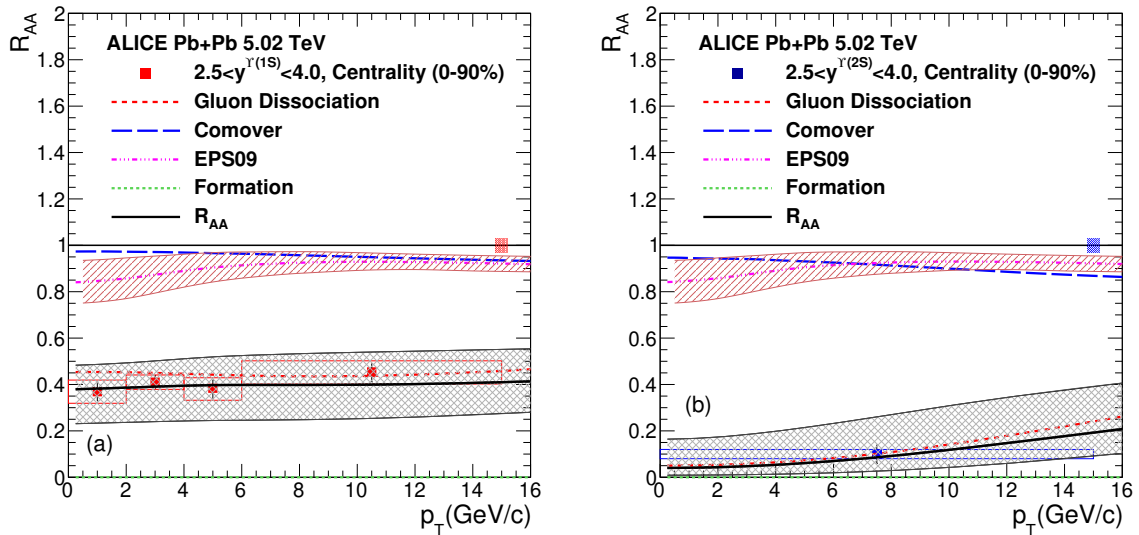 R_AA
2
1.8
1.6
1.4
1.2
1
0.8
0.6
0.4
0.2
0
ALICE Pb+Pb 5.02 TeV
2.5<y^ϒ(1S)<4.0, Centrality (0-90%)
Gluon Dissociation
Comover
EPS09
Formation
R_AA
(a)
0 2 4 6 8 10 12 14 16
p_T(GeV/c)
R_AA
2
1.8
1.6
1.4
1.2
1
0.8
0.6
0.4
0.2
0
ALICE Pb+Pb 5.02 TeV
2.5<y^ϒ(2S)<4.0, Centrality (0-90%)
Gluon Dissociation
Comover
EPS09
Formation
R_AA
(b)
0 2 4 6 8 10 12 14 16
p_T(GeV/c)